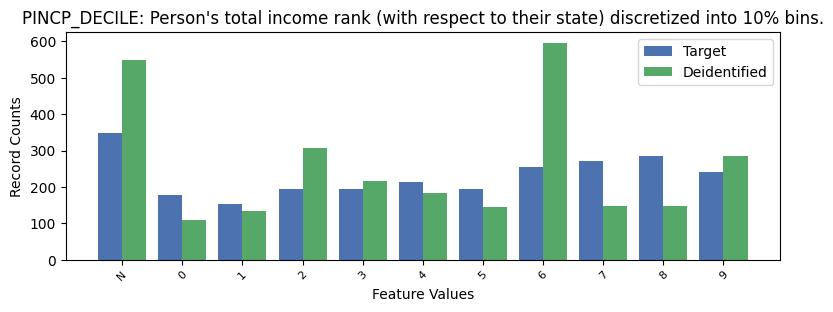 PINCP_DECILE: Person's total income rank (with respect to their state) discretized into 10% bins.
Target
Deidentified
Record Counts
600
500
400
300
200
100
0
N 0 1 2 3 4 5 6 7 8 9
Feature Values